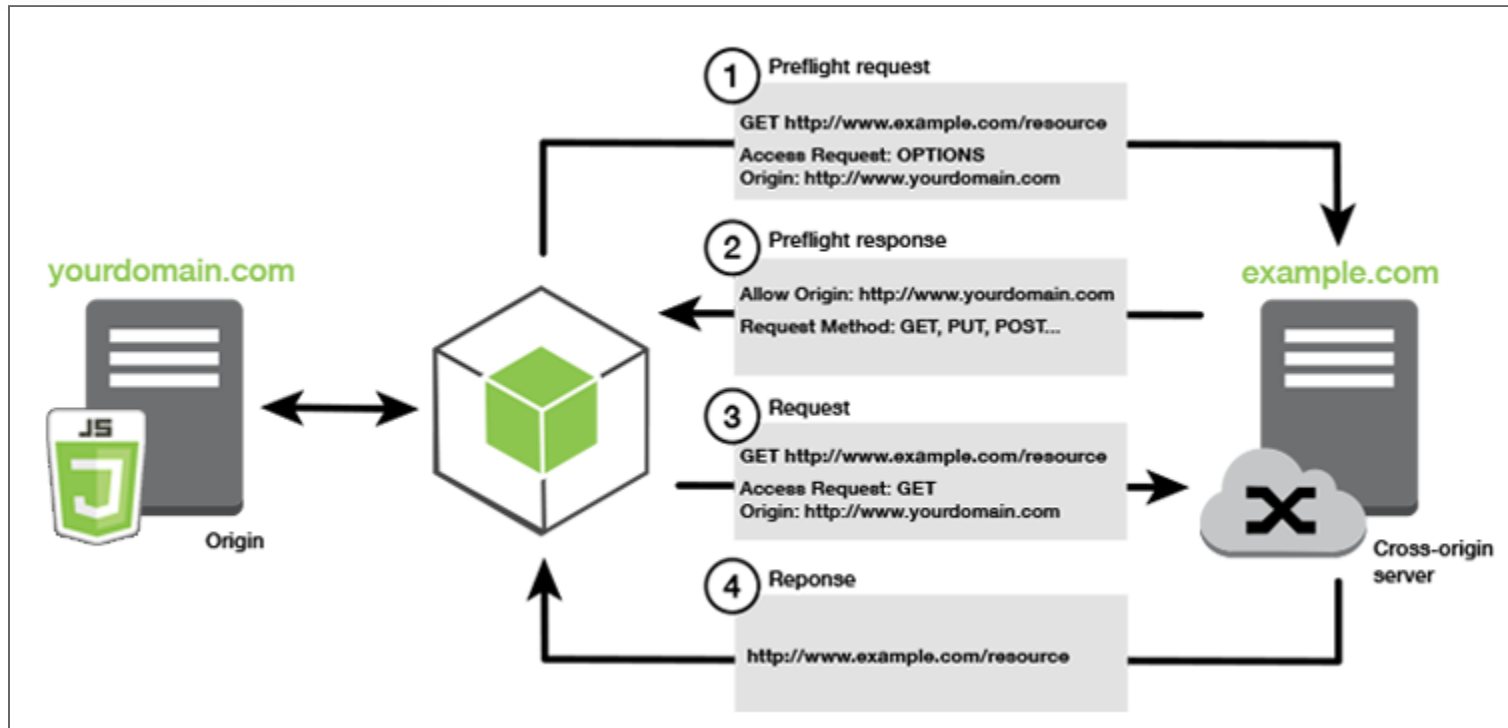 1
Preflight request
GET http://www.example.com/resource
Access Request: OPTIONS
Origin: http://www.yourdomain.com
2
Preflight response
Allow Origin: http://www.yourdomain.com
Request Method: GET, PUT, POST...
yourdomain.com
JS
Origin
example.com
Cross-origin
server
3
Request
GET http://www.example.com/resource
Access Request: GET
Origin: http://www.yourdomain.com
4
Reponse
http://www.example.com/resource